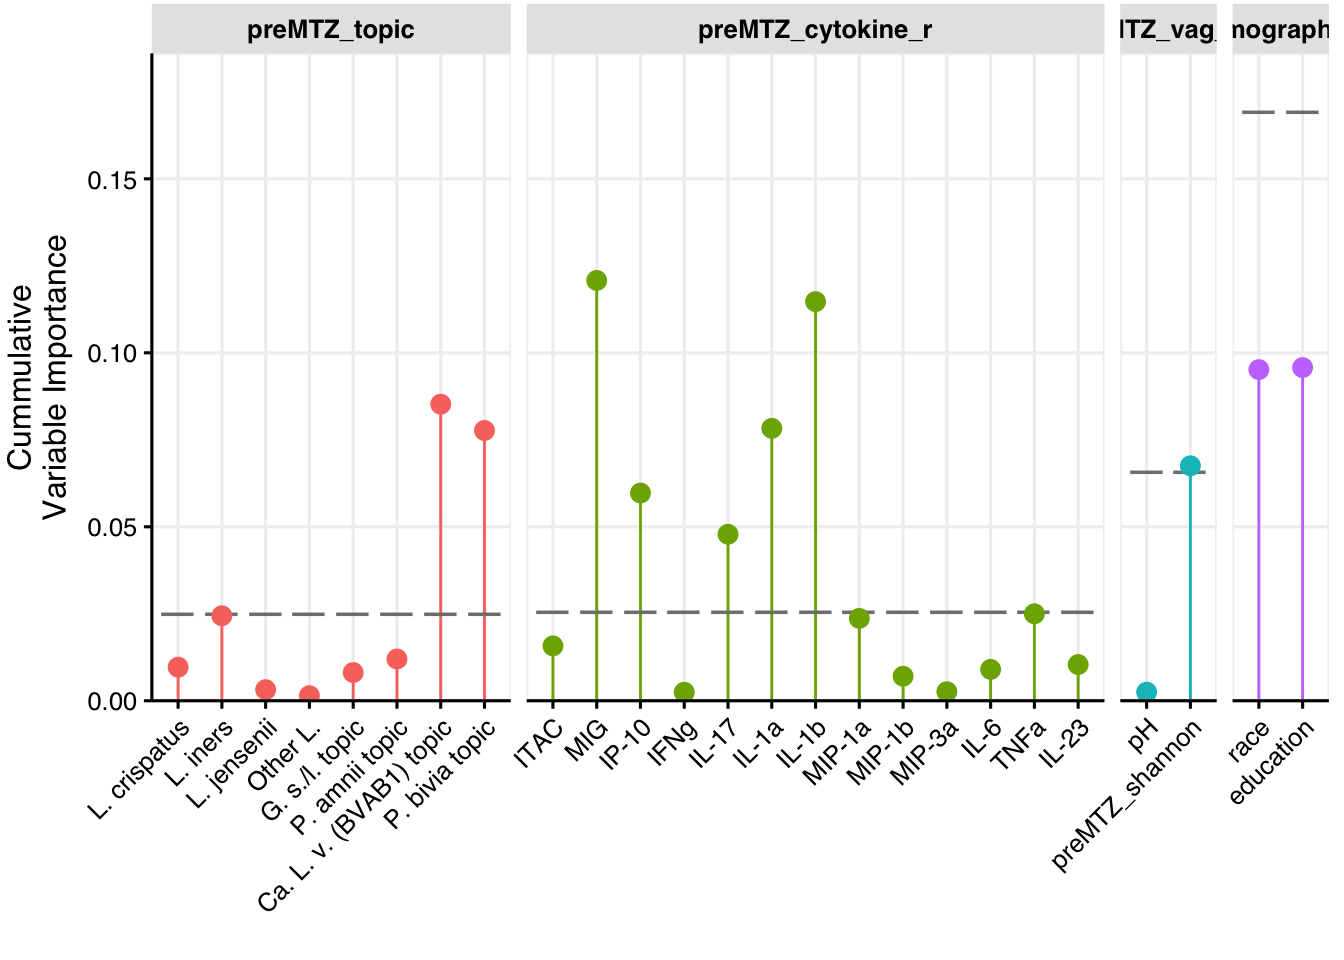 preMTZ_topic
preMTZ_cytokine_r
MTZ_vag_
mograph
Cummulative
Variable Importance
0.15
0.10
0.05
0.00
L. crispatus
L. iners
L. jensenii
Other L.
G. s./l. topic
P. amnii topic
Ca. L. v. (BVAB1) topic
P. bivia topic
ITAC
MIG
IP-10
IFNg
IL-17
IL-1a
IL-1b
MIP-1a
MIP-1b
MIP-3a
IL-6
TNFa
IL-23
pH
preMTZ_shannon
race
education